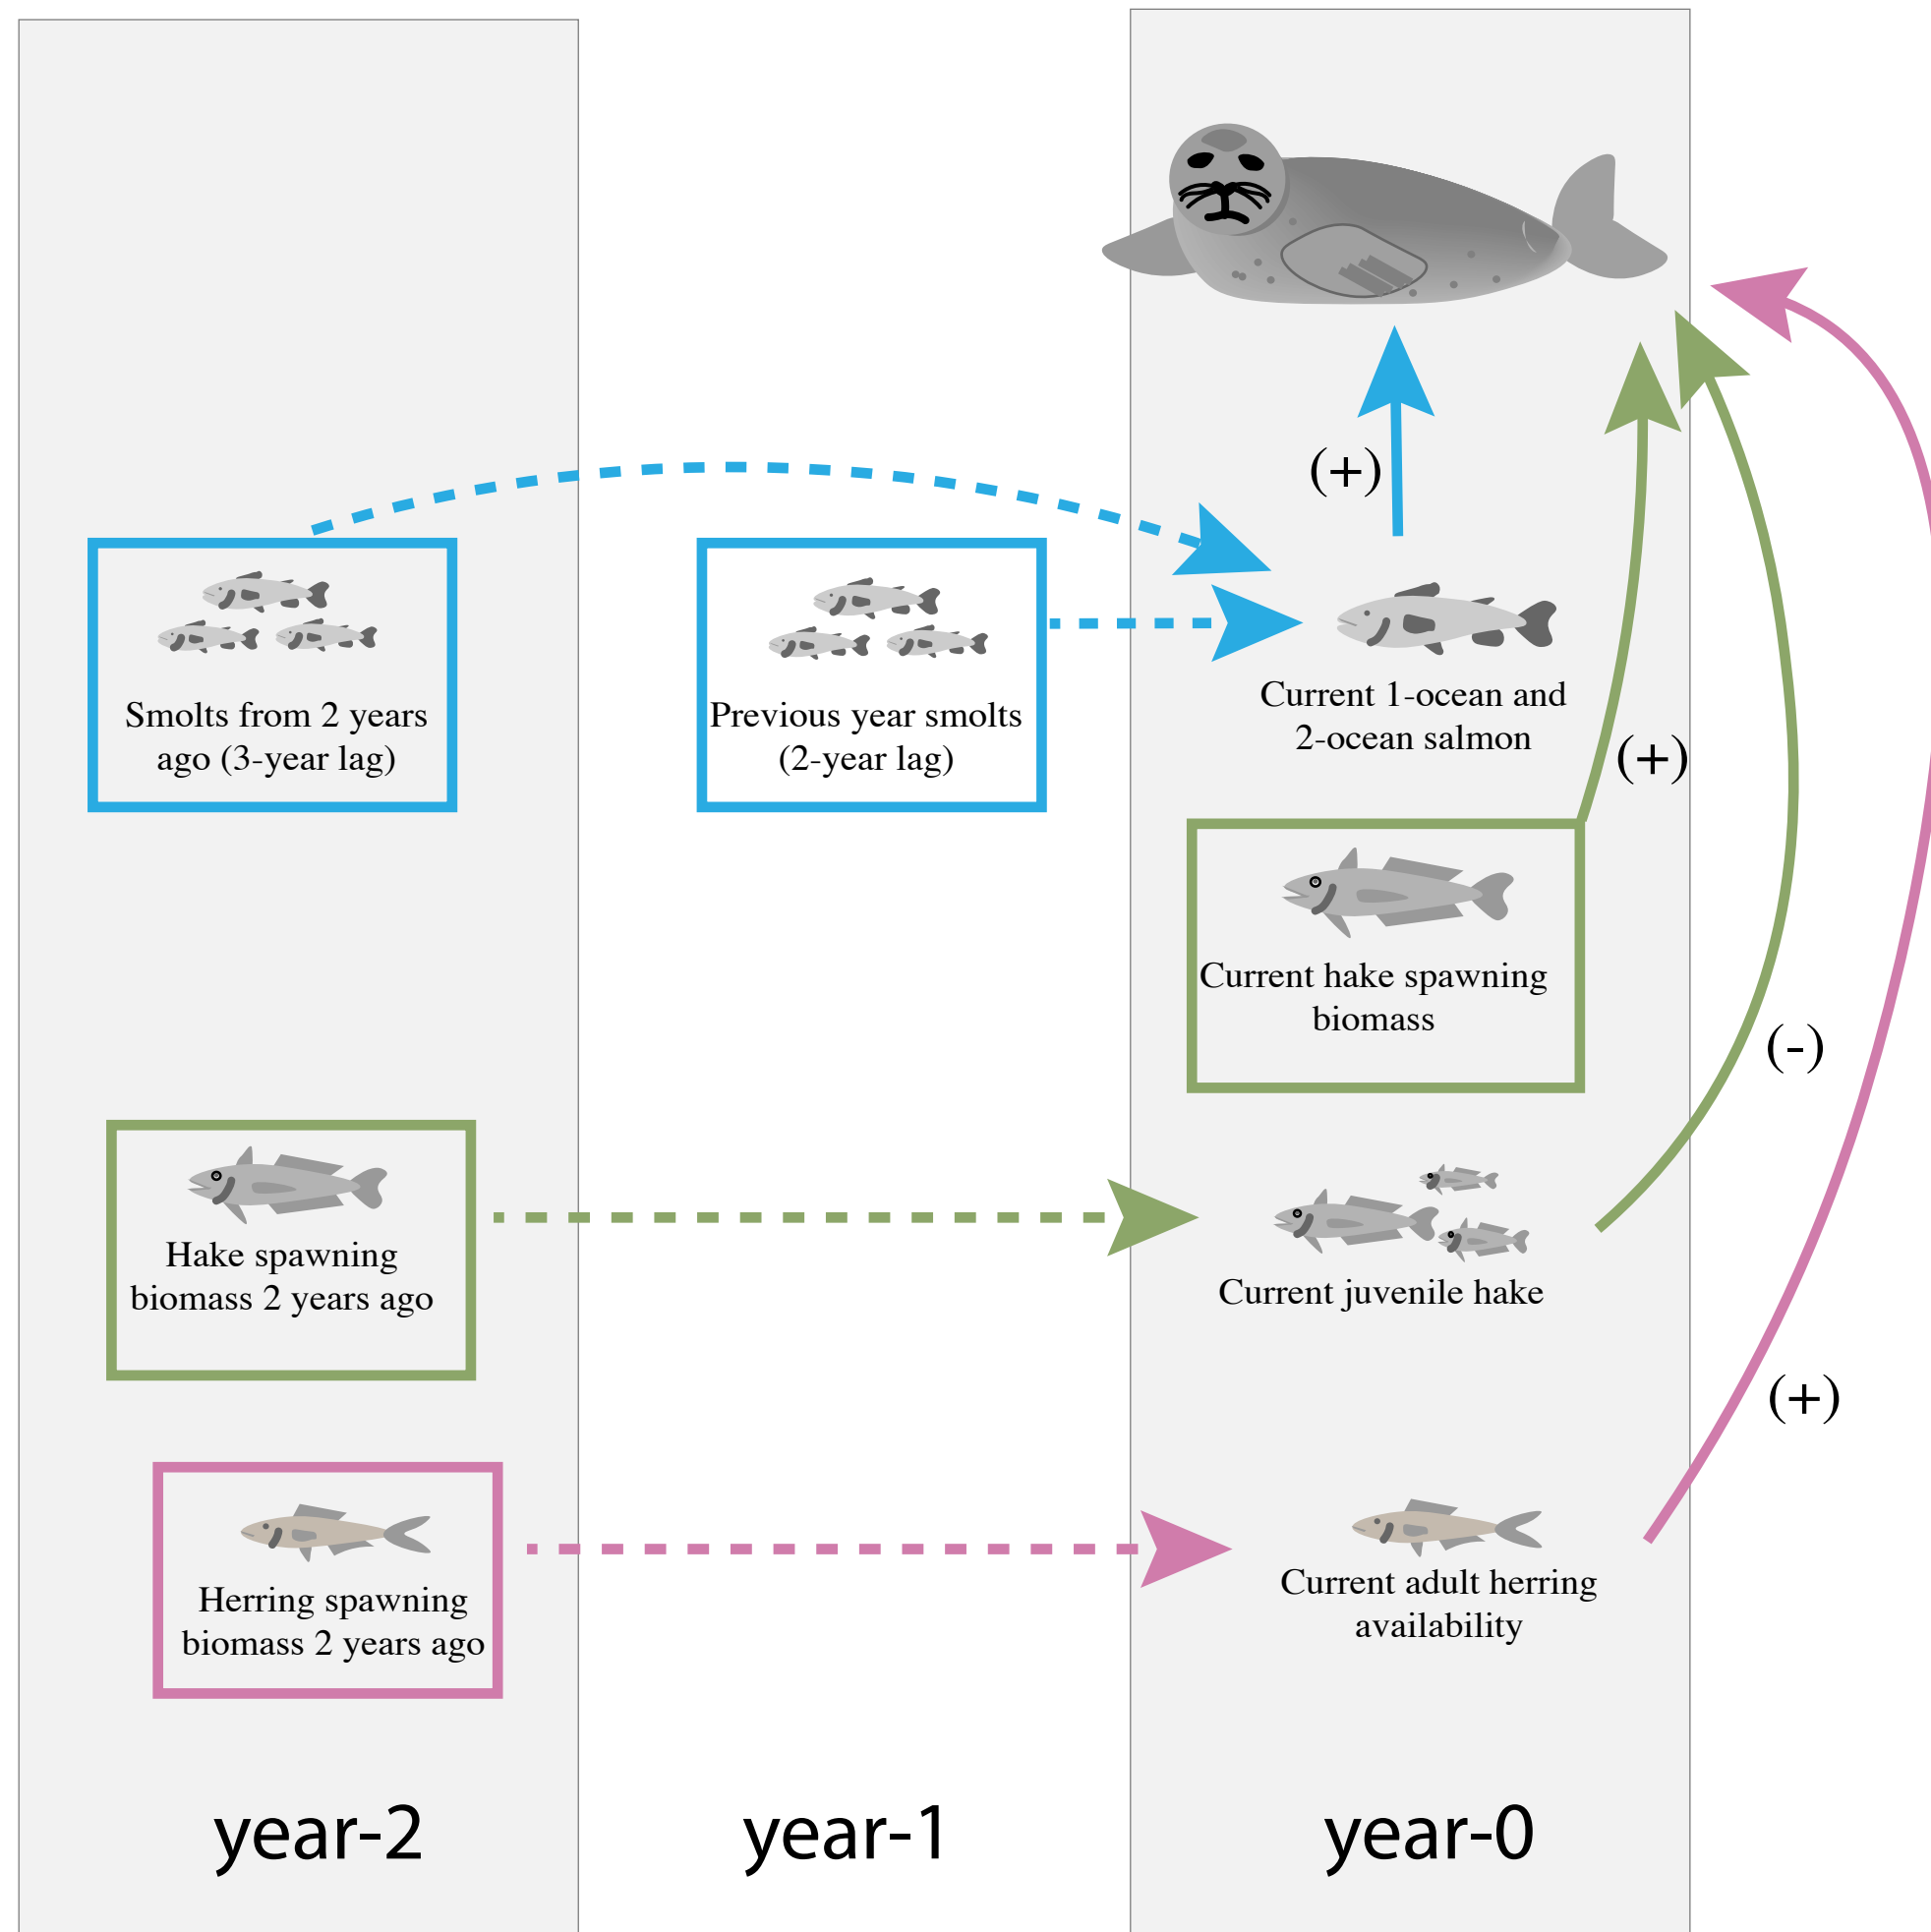 (+)
Smolts from 2 years
ago (3-year lag)
Previous year smolts
(2-year lag)
Current 1-ocean and
2-ocean salmon
(+)
Current hake spawning
biomass
(-)
Hake spawning
biomass 2 years ago
Current juvenile hake
(+)
Herring spawning
biomass 2 years ago
Current adult herring
availability
year-2
year-1
year-0